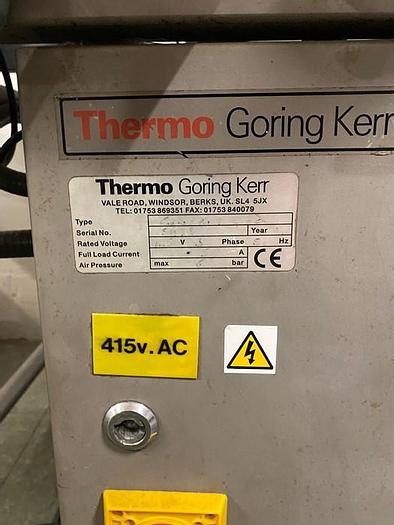 Thermo Goring Kerr
Thermo Goring Kerr
VALE ROAD, WINDSOR, BERKS, UK. SL4 5JX
TEL: 01753 869351 FAX: 01753 840079
Type
Serial No. Year
Rated Voltage V Phase Hz
Full Load Current A
Air Pressure max bar CE
415v. AC